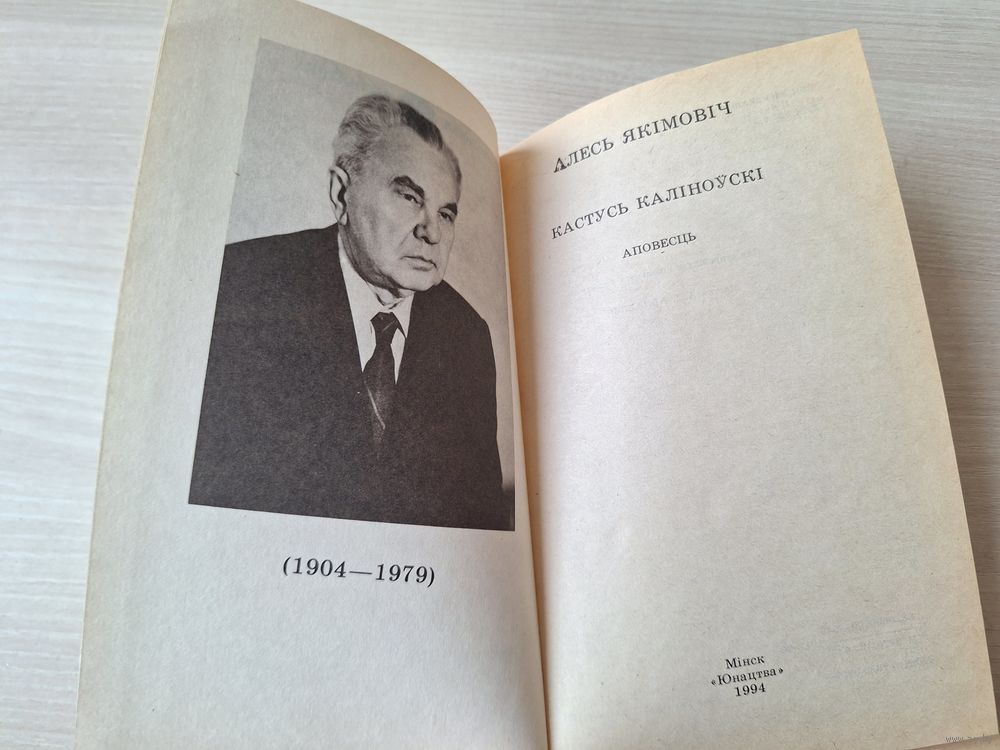 (1904—1979)
АЛЕСЬ ЯКІМОВІЧ
КАСТУСЬ КАЛІНОЎСКІ
АПОВЕСЦЬ
Мінск
«Юнацтва»
1994